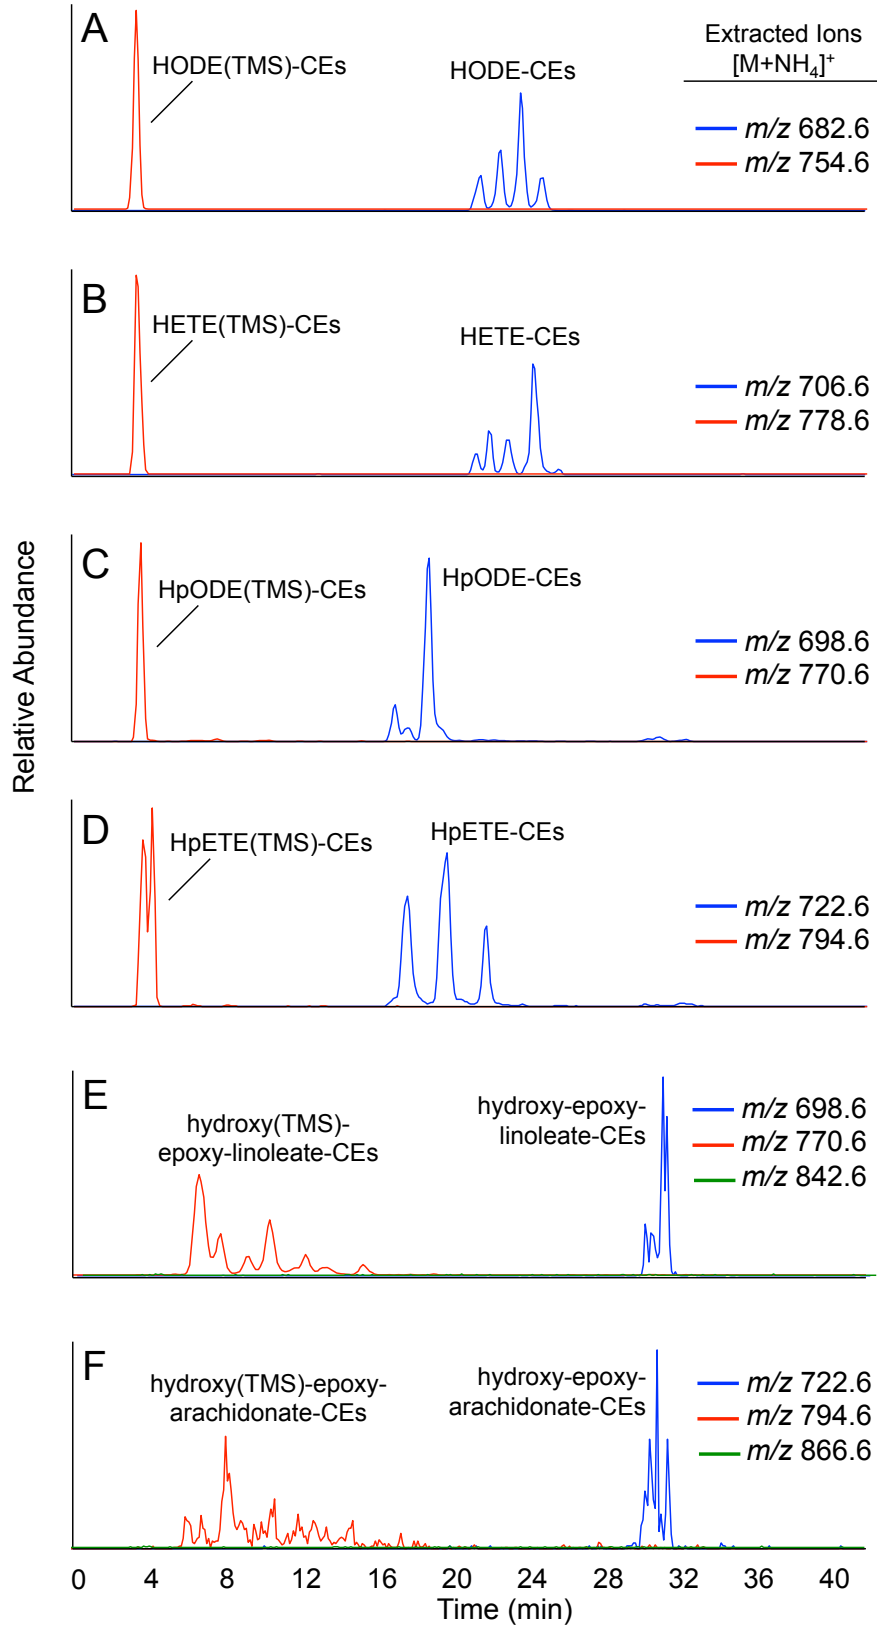 A
HODE(TMS)-CEs
HODE-CEs
Extracted Ions
[M+NH₄]⁺
m/z 682.6
m/z 754.6
B
HETE(TMS)-CEs
HETE-CEs
m/z 706.6
m/z 778.6
Relative Abundance
C
HpODE(TMS)-CEs
HpODE-CEs
m/z 698.6
m/z 770.6
D
HpETE(TMS)-CEs
HpETE-CEs
m/z 722.6
m/z 794.6
E
hydroxy(TMS)-
epoxy-linoleate-CEs
hydroxy-epoxy-
linoleate-CEs
m/z 698.6
m/z 770.6
m/z 842.6
F
hydroxy(TMS)-epoxy-
arachidonate-CEs
hydroxy-epoxy-
arachidonate-CEs
m/z 722.6
m/z 794.6
m/z 866.6
0 4 8 12 16 20 24 28 32 36 40
Time (min)